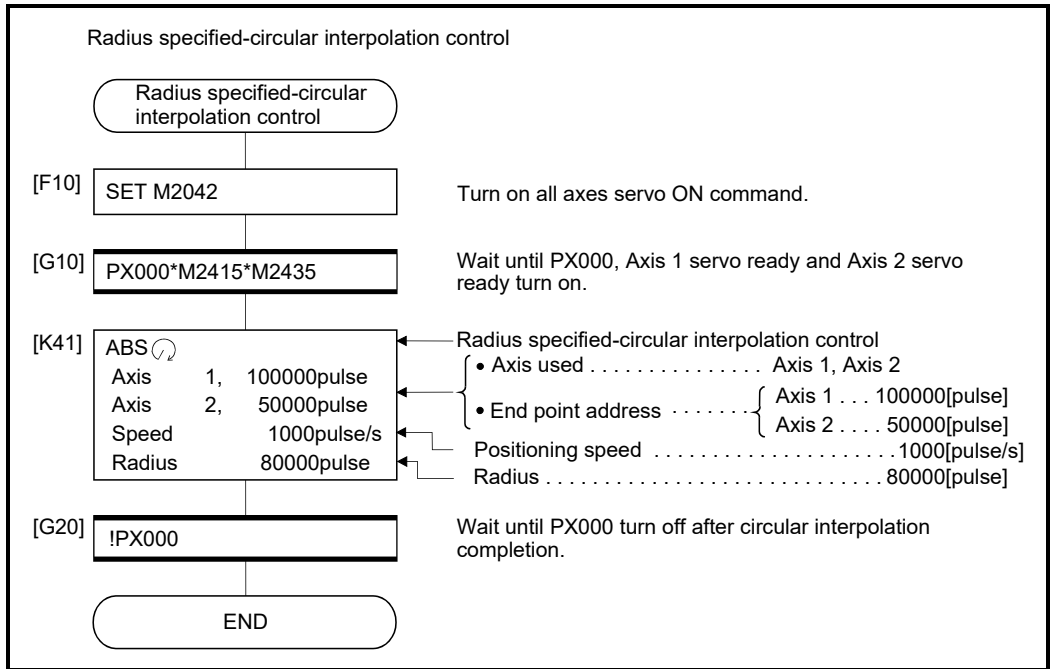 Radius specified-circular interpolation control
Radius specified-circular
interpolation control
[F10]
SET M2042
Turn on all axes servo ON command.
[G10]
PX000*M2415*M2435
Wait until PX000, Axis 1 servo ready and Axis 2 servo
ready turn on.
[K41]
ABS
Axis 1, 100000pulse
Axis 2, 50000pulse
Speed 1000pulse/s
Radius 80000pulse
Radius specified-circular interpolation control
• Axis used . . . . . . . . . . . . . . . Axis 1, Axis 2
• End point address . . . . . . .
Axis 1 . . . 100000[pulse]
Axis 2 . . . . 50000[pulse]
Positioning speed . . . . . . . . . . . . . . . . . . . . . .1000[pulse/s]
Radius . . . . . . . . . . . . . . . . . . . . . . . . . . . . . 80000[pulse]
[G20]
!PX000
Wait until PX000 turn off after circular interpolation
completion.
END